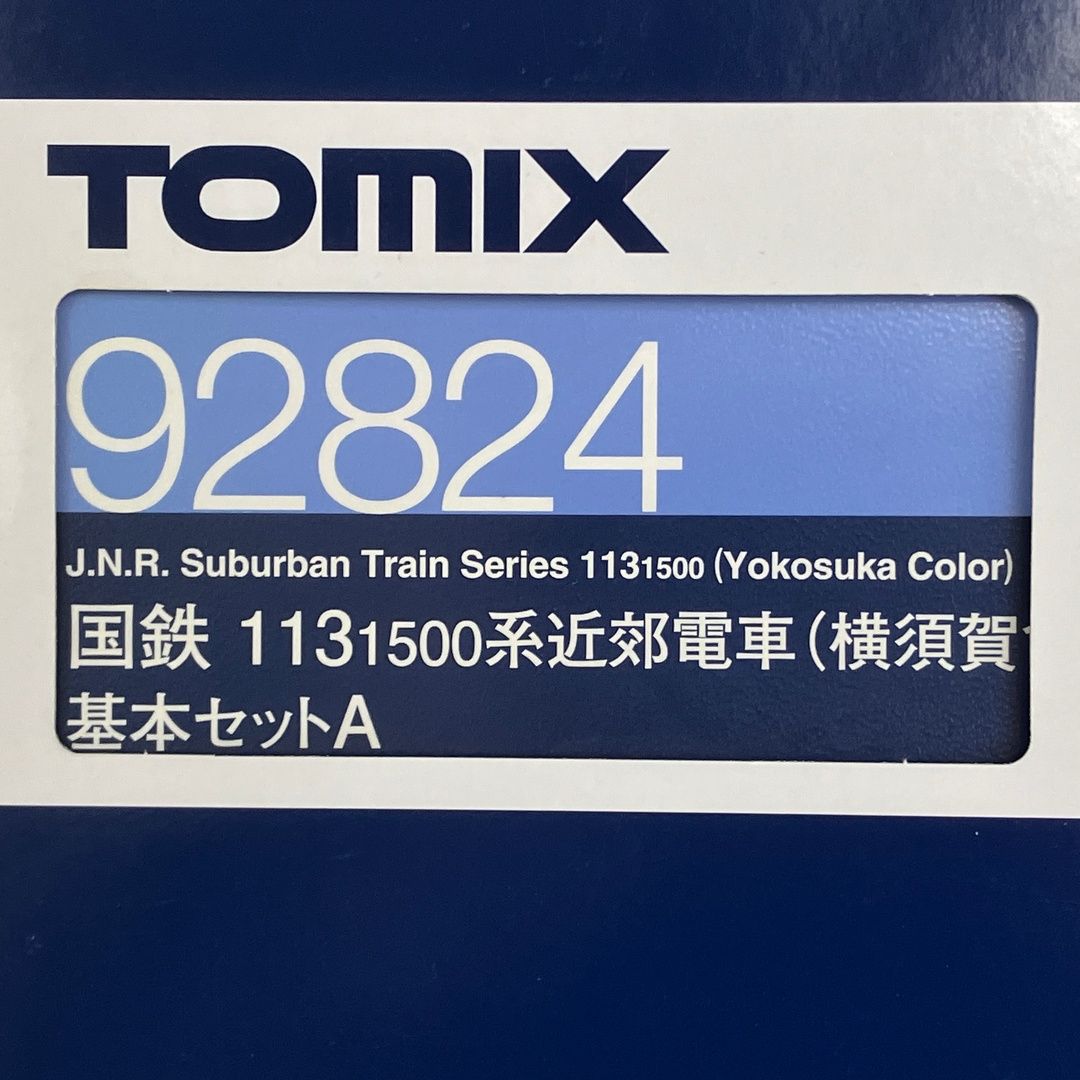 TOMIX
92824
J.N.R. Suburban Train Series 1131500 (Yokosuka Color)
国鉄 1131500系近郊電車(横須賀
基本セットA